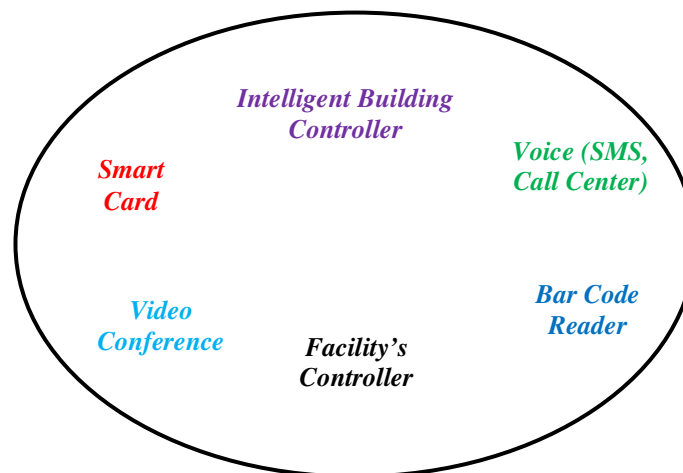 Intelligent Building
Controller
Voice (SMS,
Call Center)
Smart
Card
Bar Code
Reader
Video
Conference
Facility’s
Controller